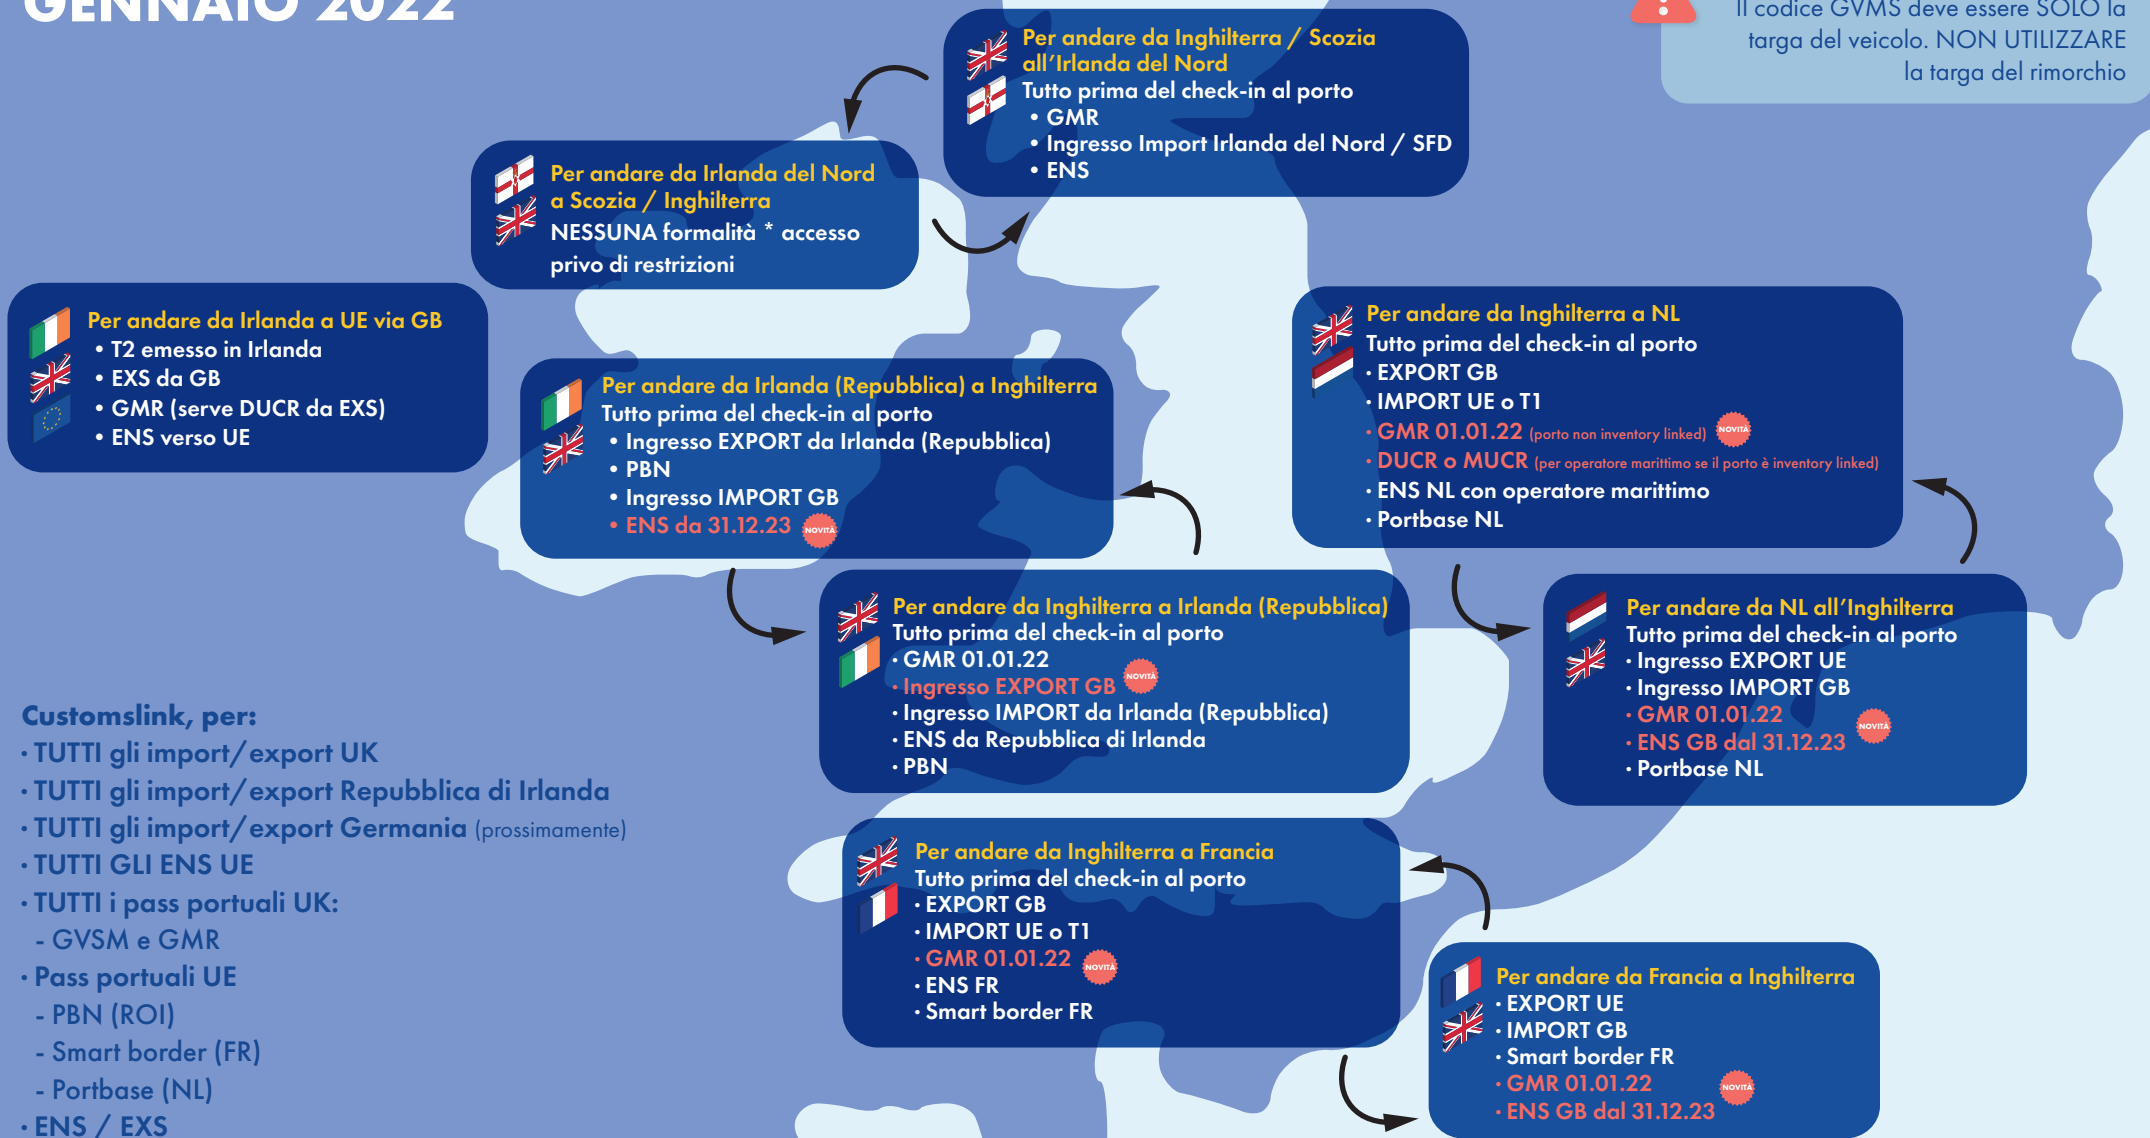 GENNAIO 2022
Il codice GVMS deve essere SOLO la
targa del veicolo. NON UTILIZZARE
la targa del rimorchio
Per andare da Inghilterra / Scozia
all'Irlanda del Nord
Tutto prima del check-in al porto
• GMR
• Ingresso Import Irlanda del Nord / SFD
• ENS
Per andare da Irlanda del Nord
a Scozia / Inghilterra
NESSUNA formalità * accesso
privo di restrizioni
Per andare da Irlanda a UE via GB
• T2 emesso in Irlanda
• EXS da GB
• GMR (serve DUCR da EXS)
• ENS verso UE
Per andare da Irlanda (Repubblica) a Inghilterra
Tutto prima del check-in al porto
• Ingresso EXPORT da Irlanda (Repubblica)
• PBN
• Ingresso IMPORT GB
• ENS da 31.12.23 NOVITÀ
Per andare da Inghilterra a NL
Tutto prima del check-in al porto
· EXPORT GB
· IMPORT UE o T1
· GMR 01.01.22 (porto non inventory linked) NOVITÀ
· DUCR o MUCR (per operatore marittimo se il porto è inventory linked)
· ENS NL con operatore marittimo
· Portbase NL
Per andare da Inghilterra a Irlanda (Repubblica)
Tutto prima del check-in al porto
· GMR 01.01.22
· Ingresso EXPORT GB NOVITÀ
· Ingresso IMPORT da Irlanda (Repubblica)
· ENS da Repubblica di Irlanda
· PBN
Per andare da NL all'Inghilterra
Tutto prima del check-in al porto
· Ingresso EXPORT UE
· Ingresso IMPORT GB
· GMR 01.01.22 NOVITÀ
· ENS GB dal 31.12.23
· Portbase NL
Customslink, per:
· TUTTI gli import/export UK
· TUTTI gli import/export Repubblica di Irlanda
· TUTTI gli import/export Germania (prossimamente)
· TUTTI GLI ENS UE
· TUTTI i pass portuali UK:
- GVSM e GMR
· Pass portuali UE
- PBN (ROI)
- Smart border (FR)
- Portbase (NL)
· ENS / EXS
Per andare da Inghilterra a Francia
Tutto prima del check-in al porto
· EXPORT GB
· IMPORT UE o T1
· GMR 01.01.22 NOVITÀ
· ENS FR
· Smart border FR
Per andare da Francia a Inghilterra
· EXPORT UE
· IMPORT GB
· Smart border FR
· GMR 01.01.22 NOVITÀ
· ENS GB dal 31.12.23